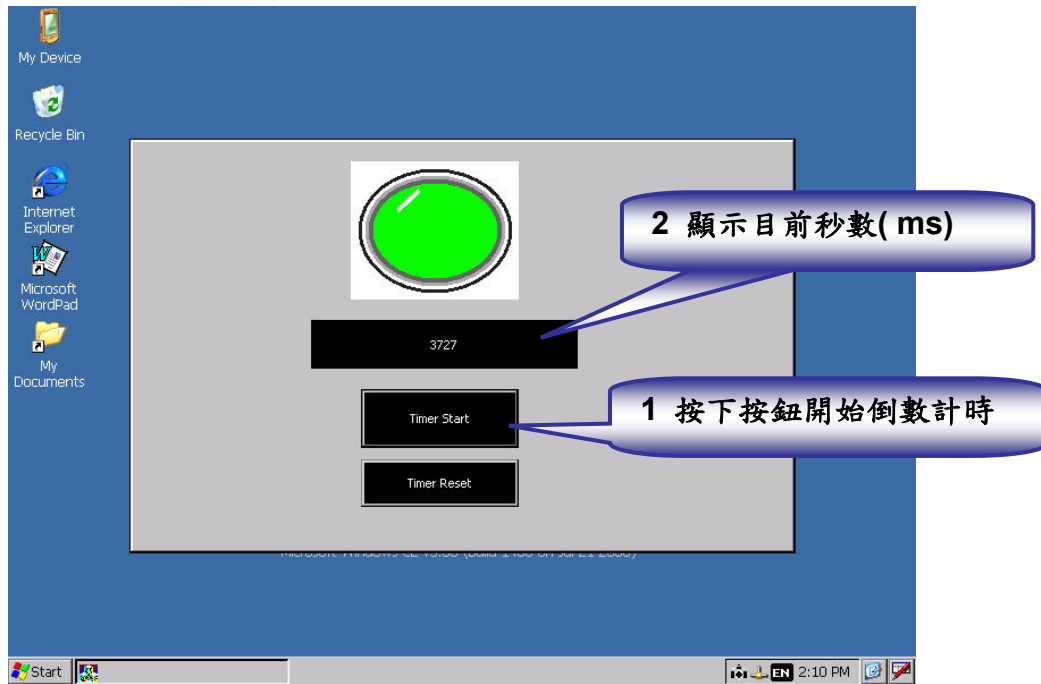 My Device
Recycle Bin
Internet
Explorer
Microsoft
WordPad
My
Documents
2 顯示目前秒數( ms)
3727
1 按下按鈕開始倒數計時
Timer Start
Timer Reset
Start
EN 2:10 PM